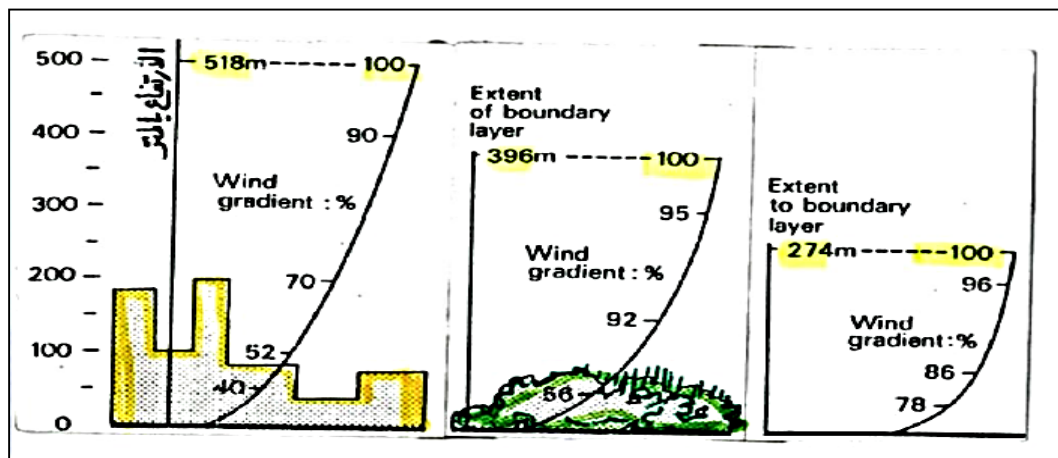 500
400
300
200
100
0
الارتفاع بالمتر
518m
100
90
Wind
gradient : %
70
52
40
Extent
of boundary
layer
396m
100
95
Wind
gradient : %
92
56
Extent
to boundary
layer
274m
100
96
Wind
gradient : %
86
78